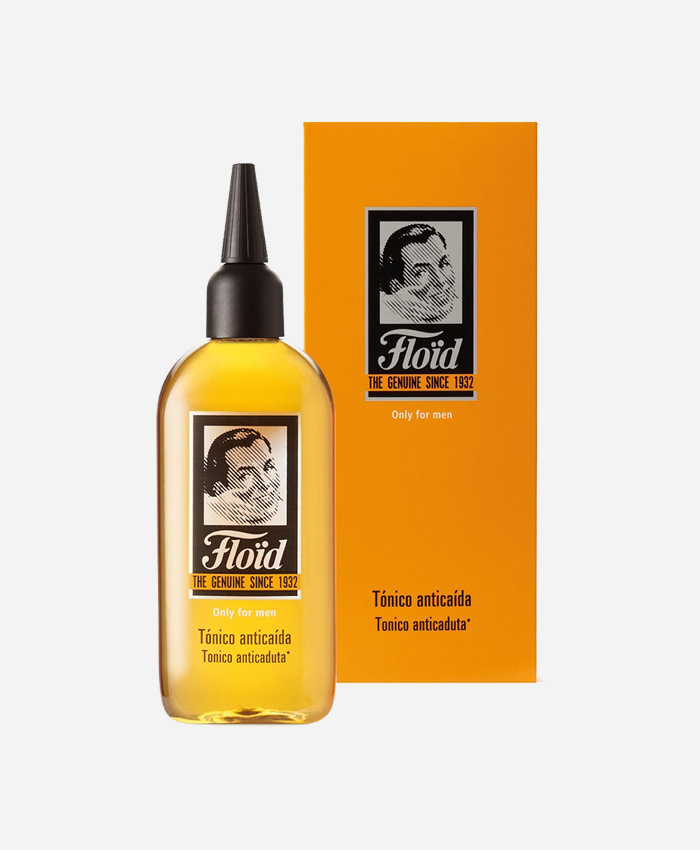 Floïd
THE GENUINE SINCE 1932
Only for men
Tónico anticaída
Tonico anticaduta*
Floïd
THE GENUINE SINCE 1932
Only for men
Tónico anticaída
Tonico anticaduta*